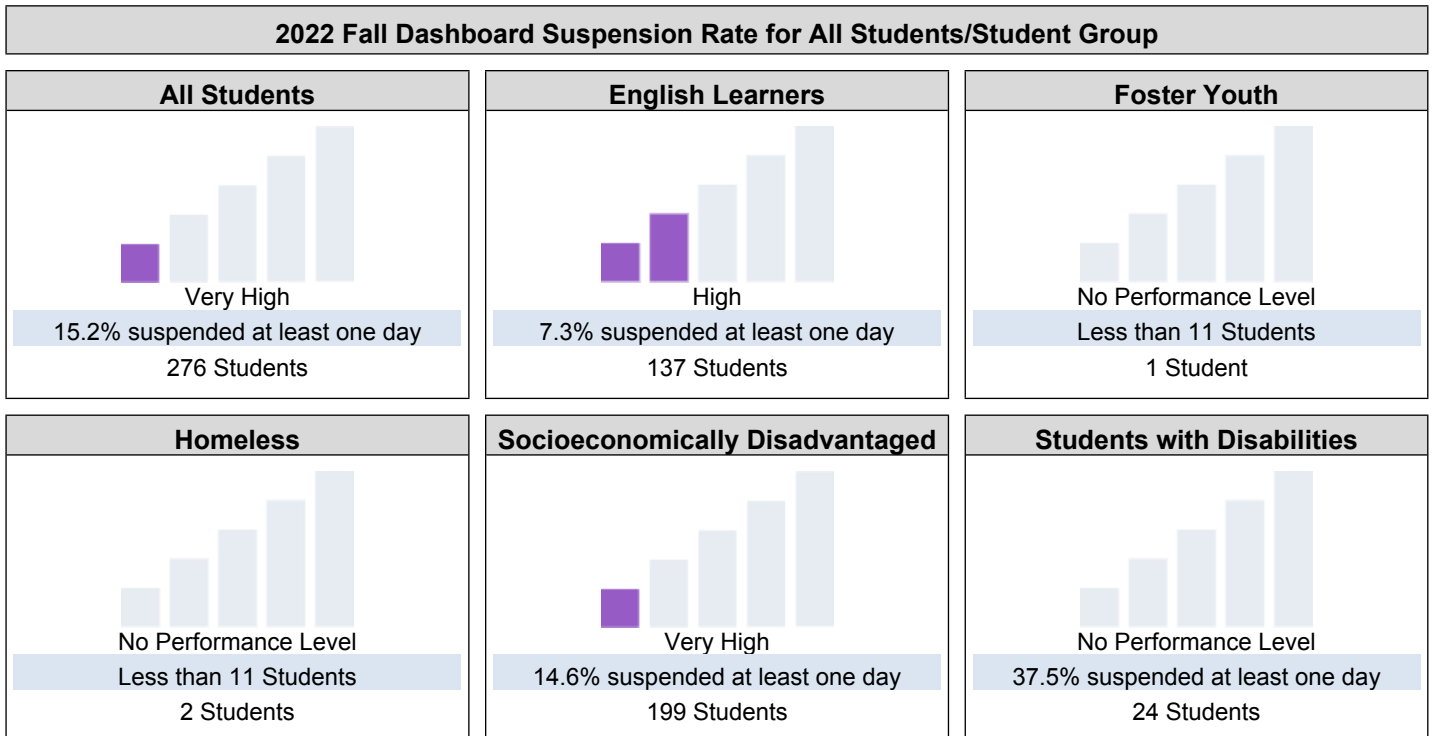 2022 Fall Dashboard Suspension Rate for All Students/Student Group
All Students
Very High
15.2% suspended at least one day
276 Students
English Learners
High
7.3% suspended at least one day
137 Students
Foster Youth
No Performance Level
Less than 11 Students
1 Student
Homeless
No Performance Level
Less than 11 Students
2 Students
Socioeconomically Disadvantaged
Very High
14.6% suspended at least one day
199 Students
Students with Disabilities
No Performance Level
37.5% suspended at least one day
24 Students